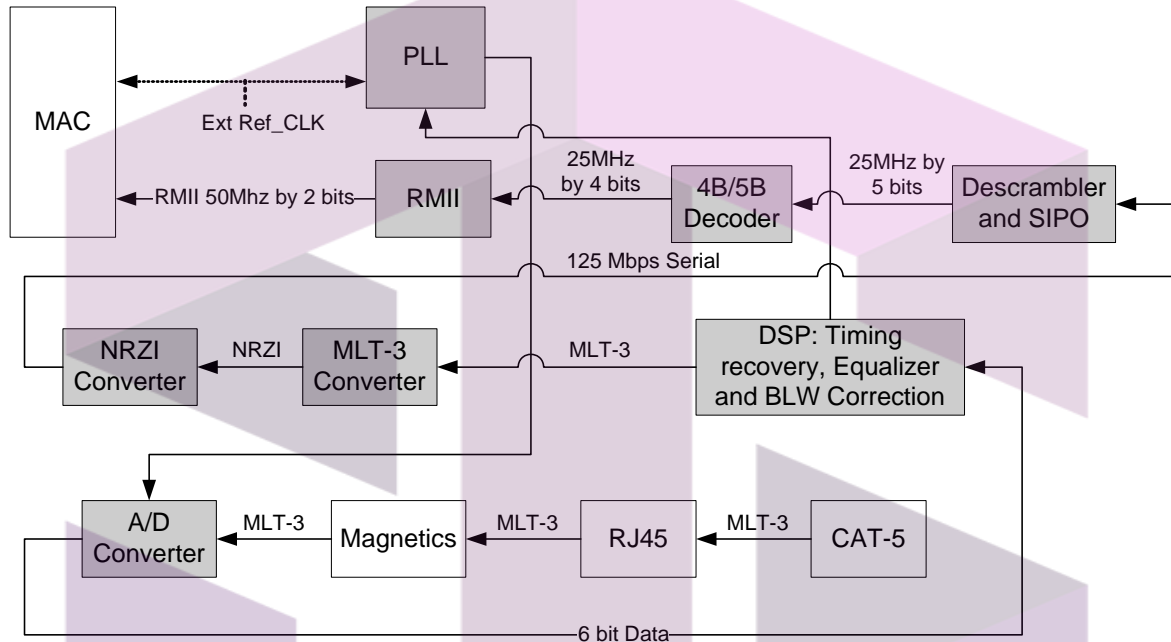 PLL
MAC
Ext Ref_CLK
RMII 50Mhz by 2 bits
RMII
25MHz
by 4 bits
4B/5B
Decoder
25MHz by
5 bits
Descrambler
and SIPO
125 Mbps Serial
NRZI
Converter
NRZI
MLT-3
Converter
MLT-3
DSP: Timing
recovery, Equalizer
and BLW Correction
A/D
Converter
MLT-3
Magnetics
MLT-3
RJ45
MLT-3
CAT-5
6 bit Data